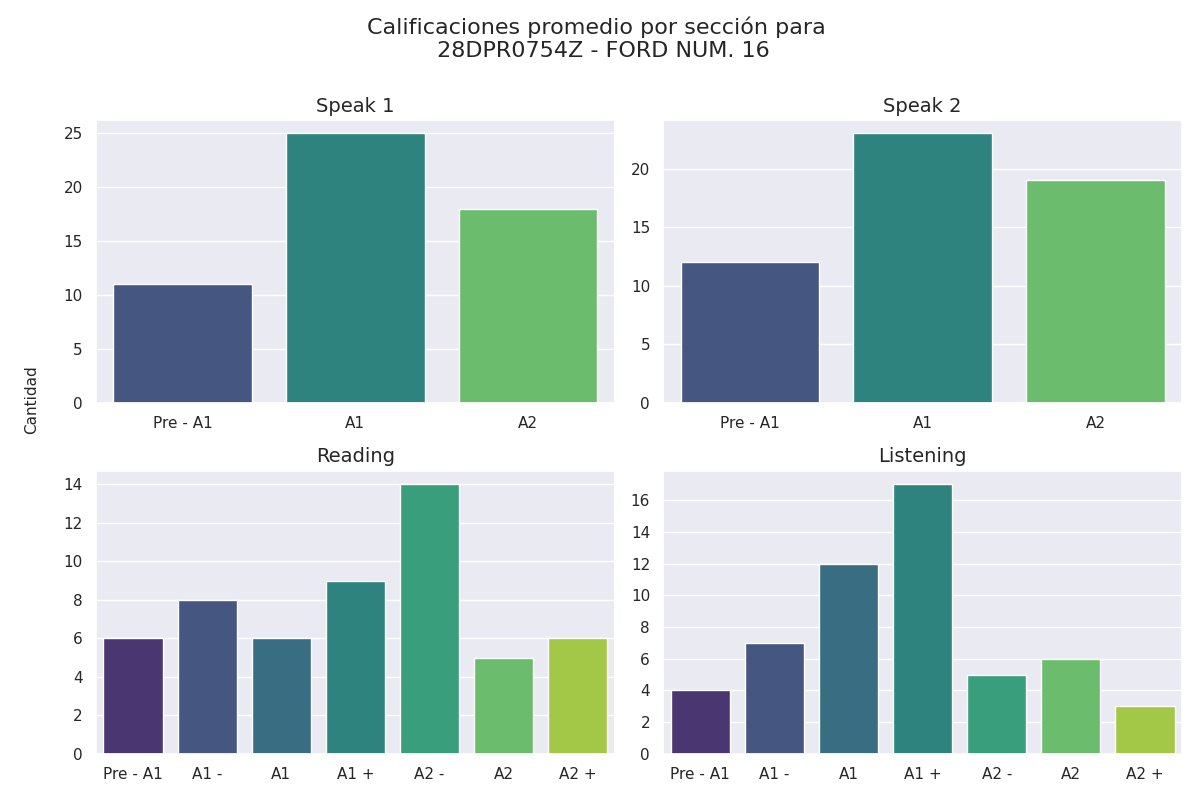 Calificaciones promedio por sección para
28DPR0754Z - FORD NUM. 16
Cantidad
Speak 1
25
20
15
10
5
0
Pre - A1
A1
A2
Speak 2
20
15
10
5
0
Pre - A1
A1
A2
Reading
14
12
10
8
6
4
2
0
Pre - A1
A1 -
A1
A1 +
A2 -
A2
A2 +
Listening
16
14
12
10
8
6
4
2
0
Pre - A1
A1 -
A1
A1 +
A2 -
A2
A2 +